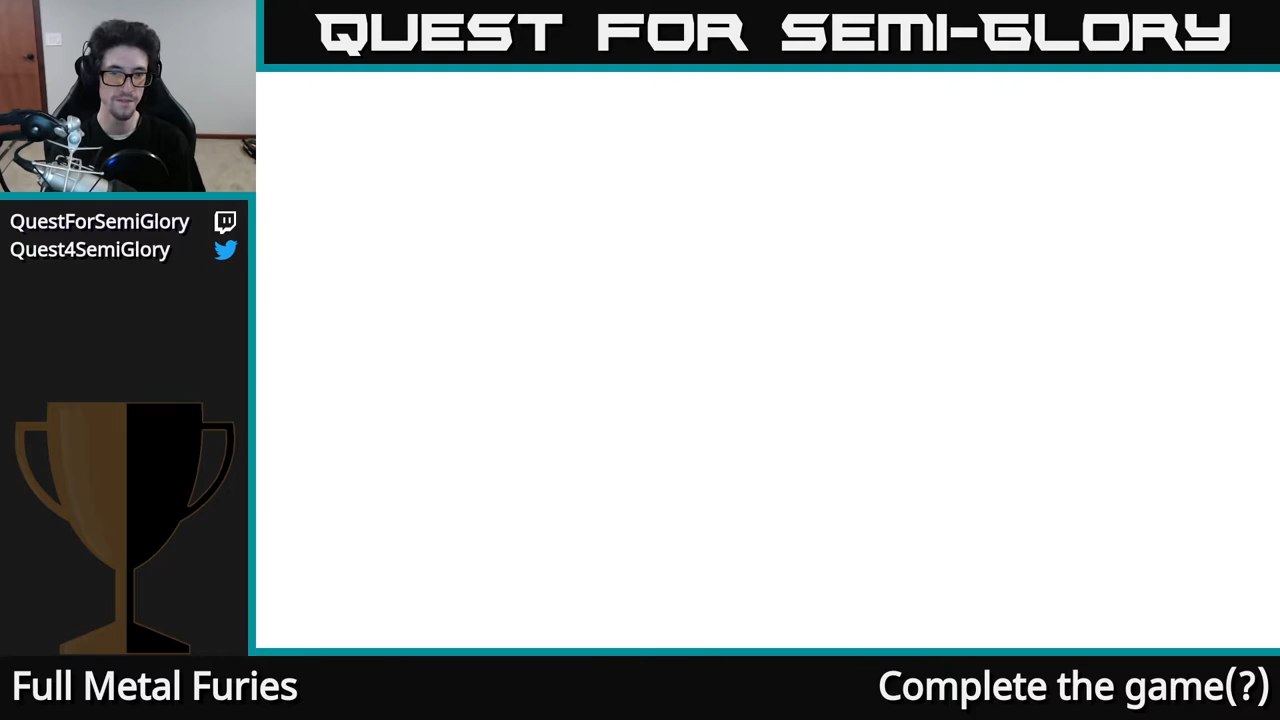 QUEST FOR SEMI-GLORY
QuestForSemiGlory
Quest4SemiGlory
Full Metal Furies
Complete the game(?)